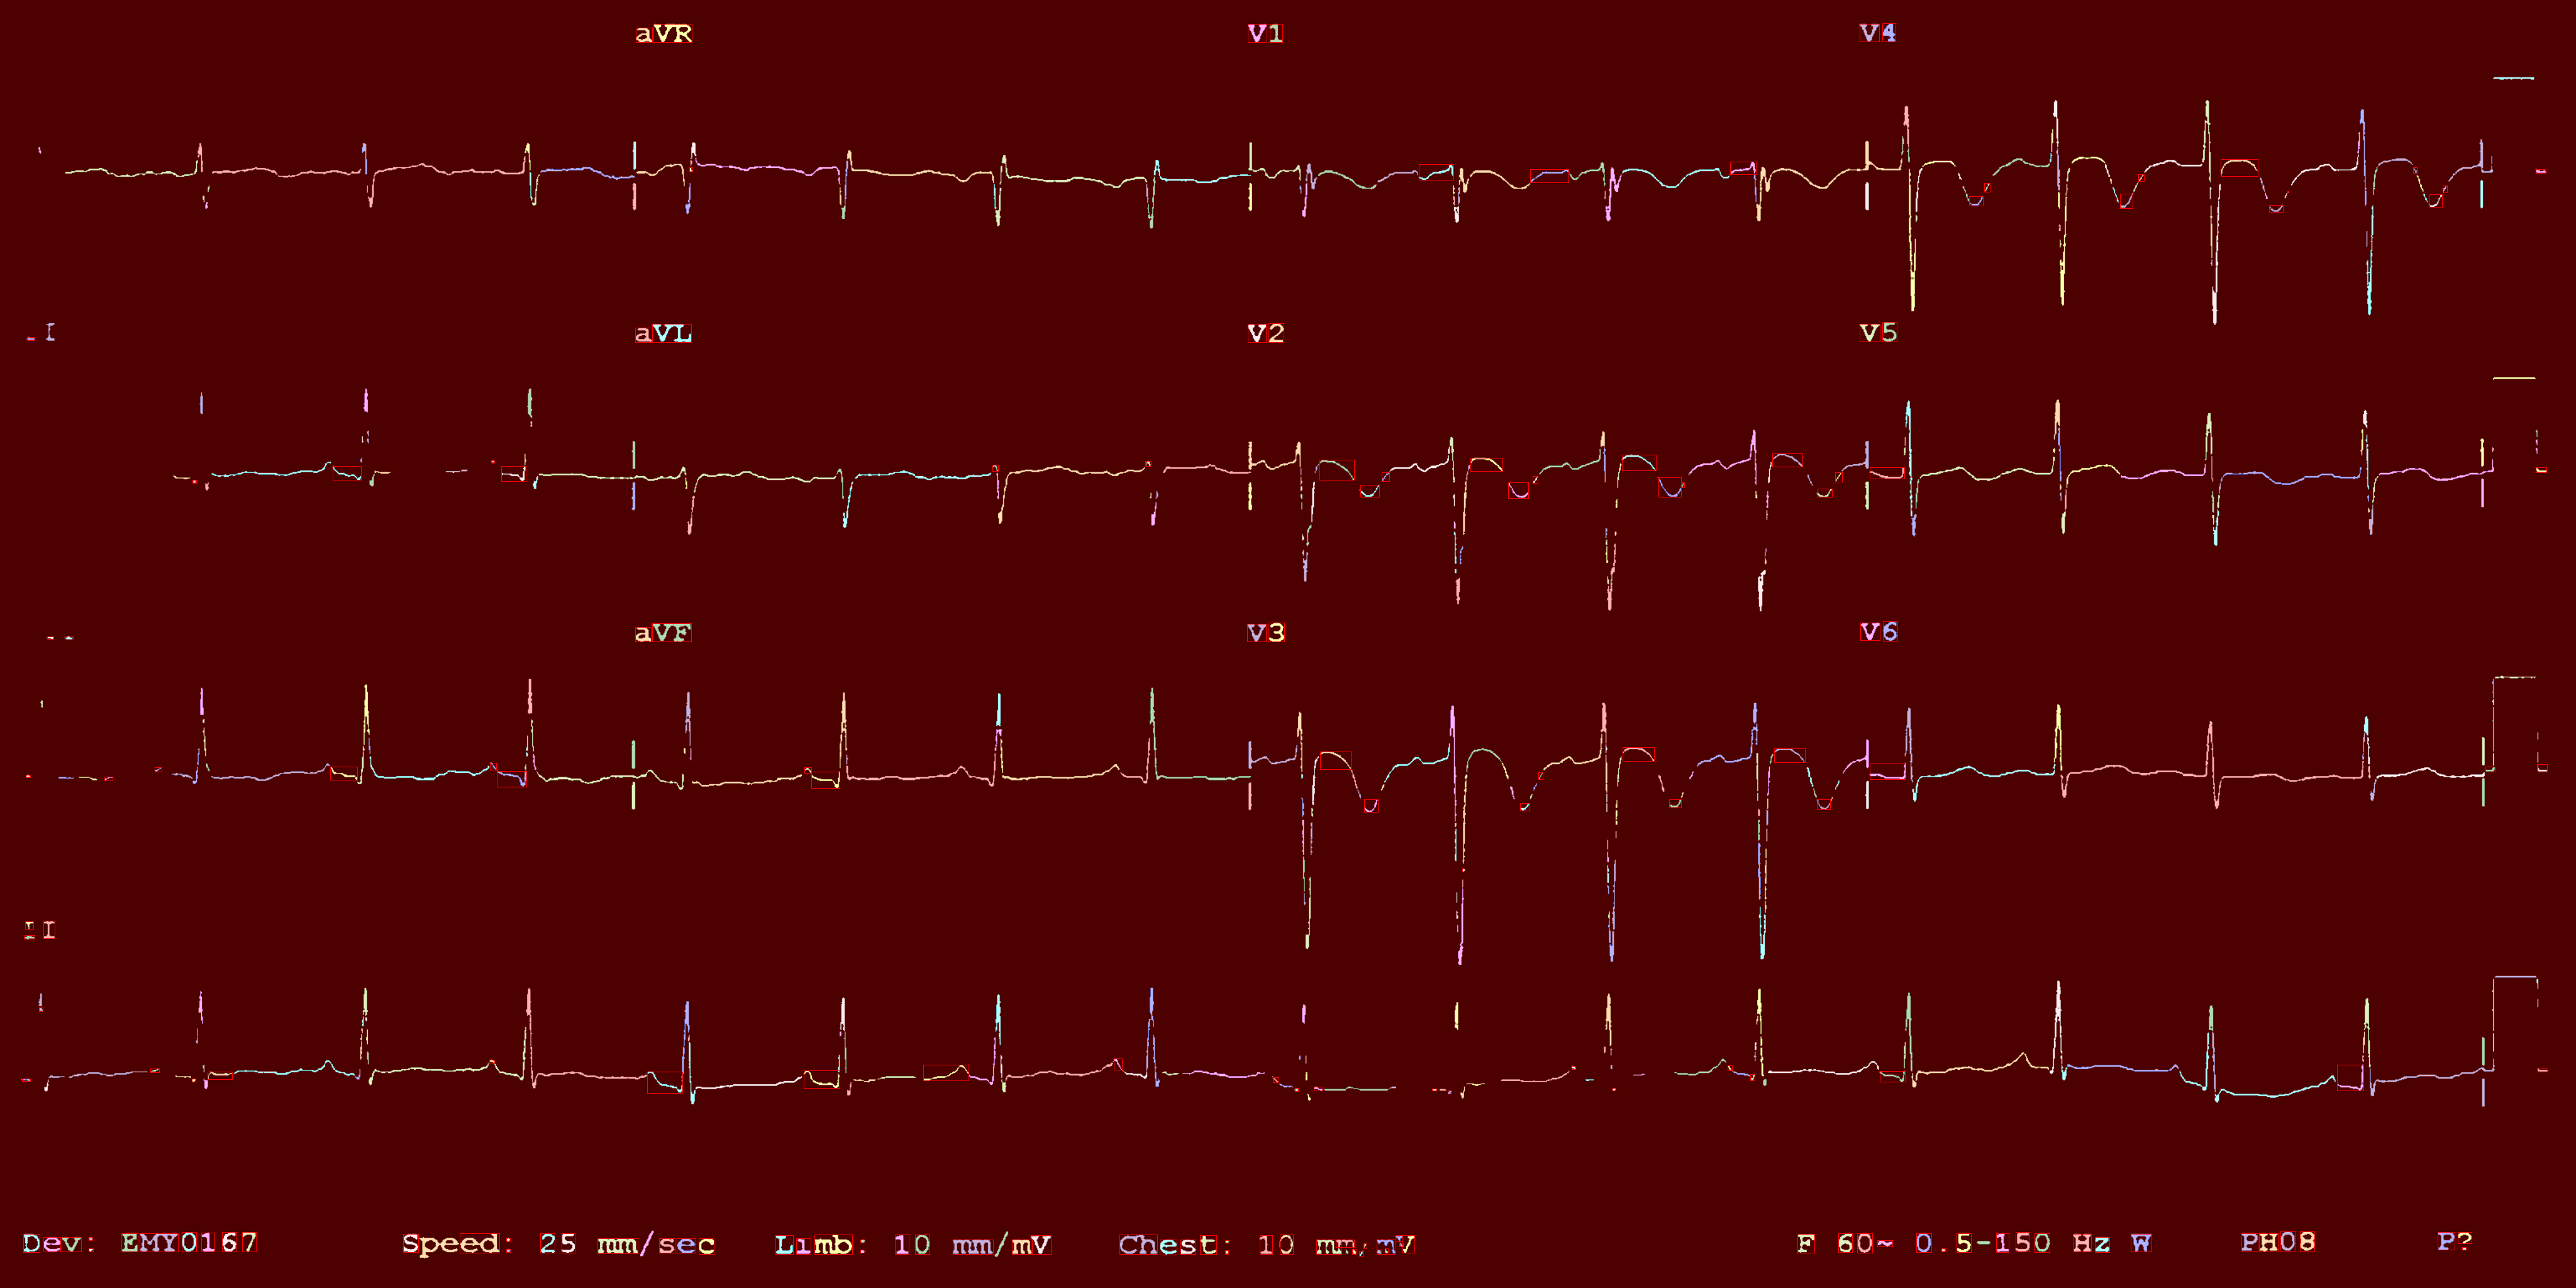 aVR V1 V4
I aVL V2 V5
aVF V3 V6
II
Dev: EMY0167 Speed: 25 mm/sec Limb: 10 mm/mV Chest: 10 mm/mV F 60~ 0.5-150 Hz W PH08 P?